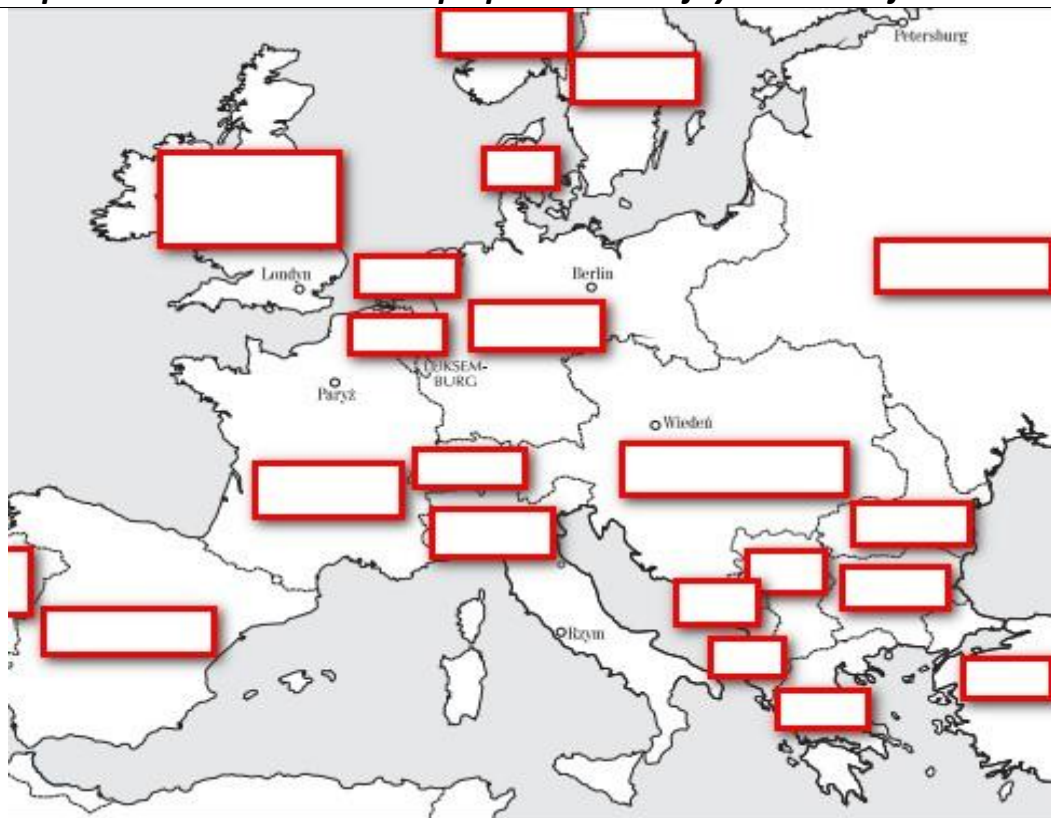 Petersburg
Londyn
Berlin
LUKSEM-
BURG
Paryż
Wiedeń
Rzym